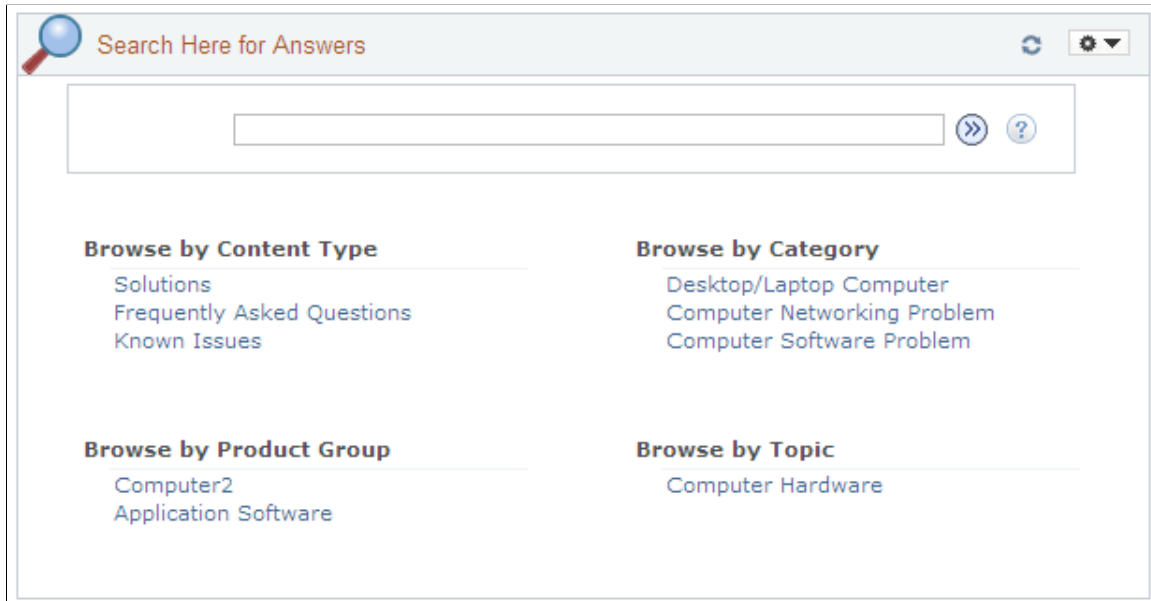 Search Here for Answers
Browse by Content Type
Solutions
Frequently Asked Questions
Known Issues
Browse by Category
Desktop/Laptop Computer
Computer Networking Problem
Computer Software Problem
Browse by Product Group
Computer2
Application Software
Browse by Topic
Computer Hardware